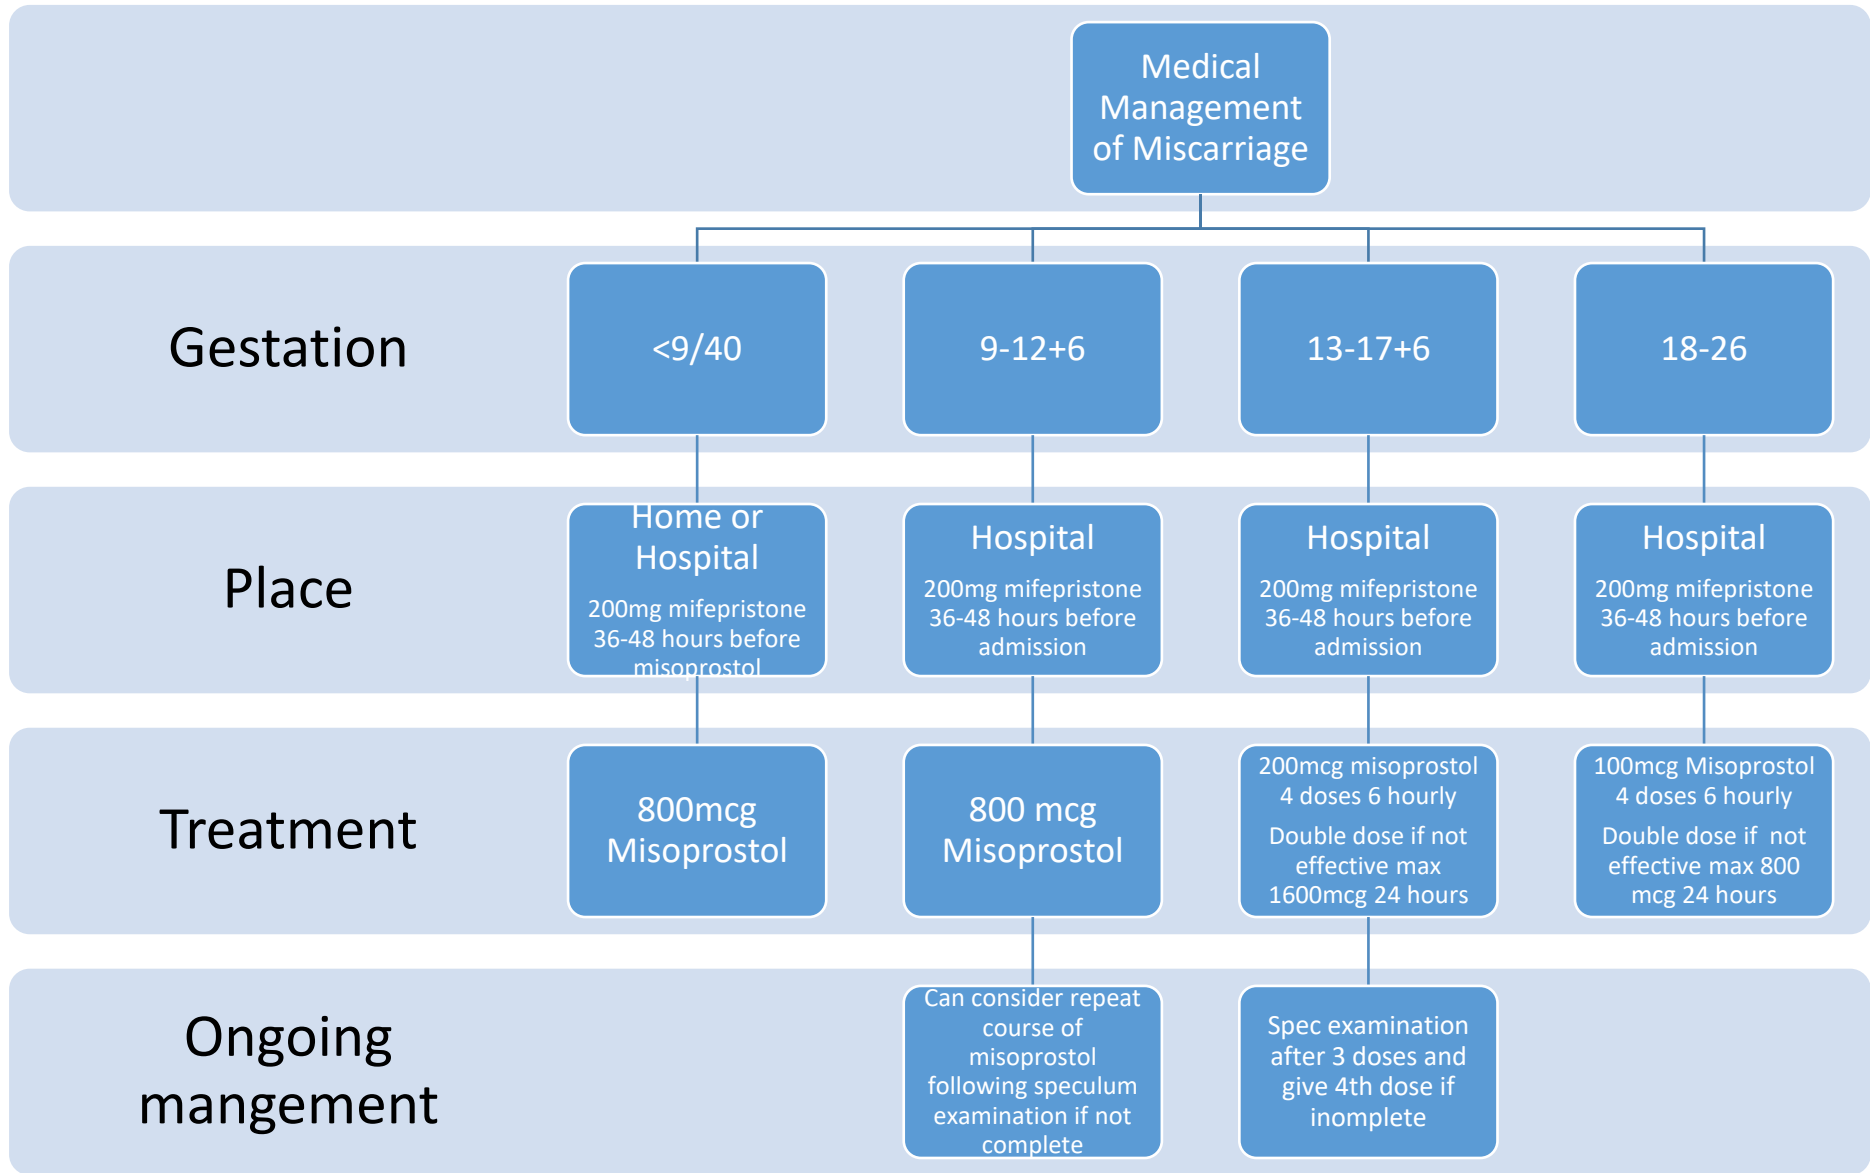 Medical
Management
of Miscarriage
Gestation
<9/40
9-12+6
13-17+6
18-26
Place
Home or
Hospital
200mg mifepristone
36-48 hours before
misoprostol
Hospital
200mg mifepristone
36-48 hours before
admission
Hospital
200mg mifepristone
36-48 hours before
admission
Hospital
200mg mifepristone
36-48 hours before
admission
Treatment
800mcg
Misoprostol
800 mcg
Misoprostol
200mcg misoprostol
4 doses 6 hourly
Double dose if not
effective max
1600mcg 24 hours
100mcg Misoprostol
4 doses 6 hourly
Double dose if  not
effective max 800
mcg 24 hours
Ongoing
mangement
Can consider repeat
course of
misoprostol
following speculum
examination if not
complete
Spec examination
after 3 doses and
give 4th dose if
inomplete